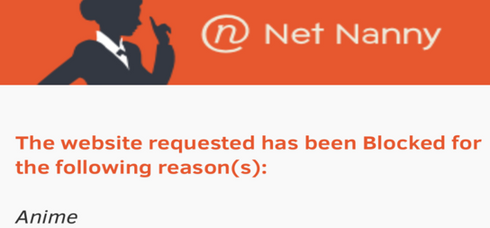 Net Nanny
The website requested has been Blocked for
the following reason(s):
Anime